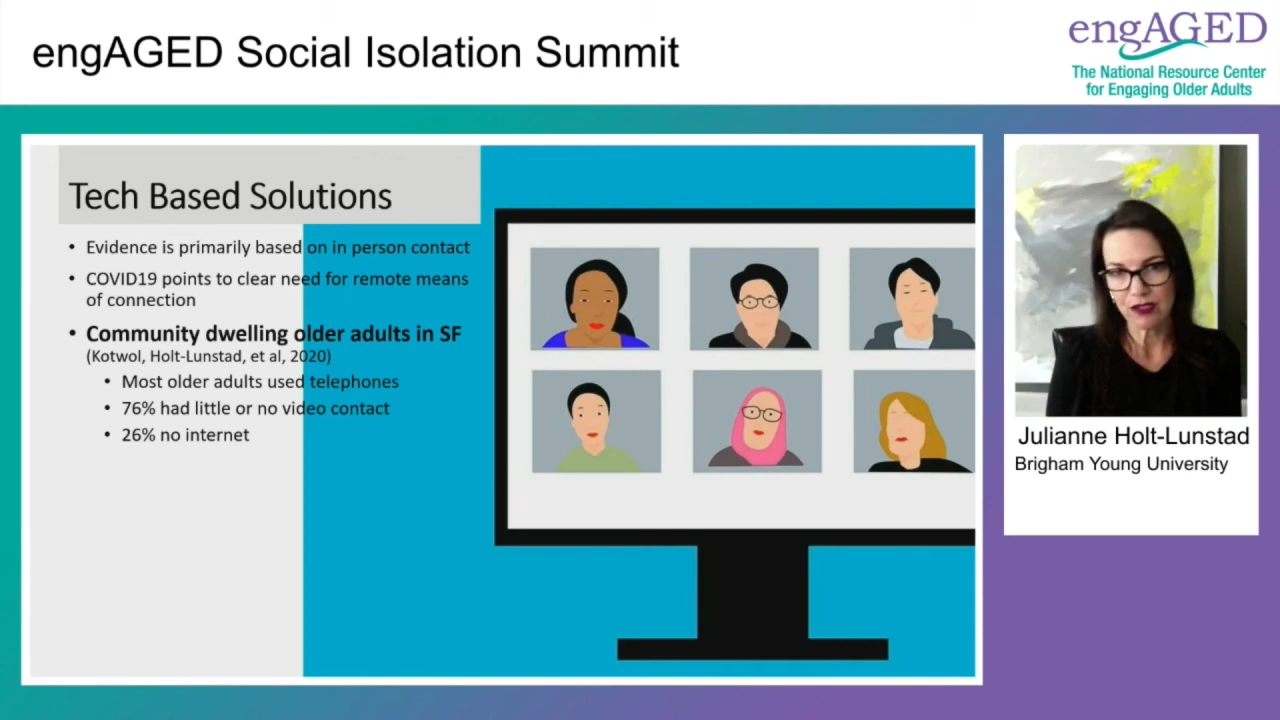 engAGED Social Isolation Summit
engAGED
The National Resource Center
for Engaging Older Adults
Tech Based Solutions
• Evidence is primarily based on in person contact
• COVID19 points to clear need for remote means
of connection
• Community dwelling older adults in SF
(Kotwol, Holt-Lunstad, et al, 2020)
• Most older adults used telephones
• 76% had little or no video contact
• 26% no internet
Julianne Holt-Lunstad
Brigham Young University